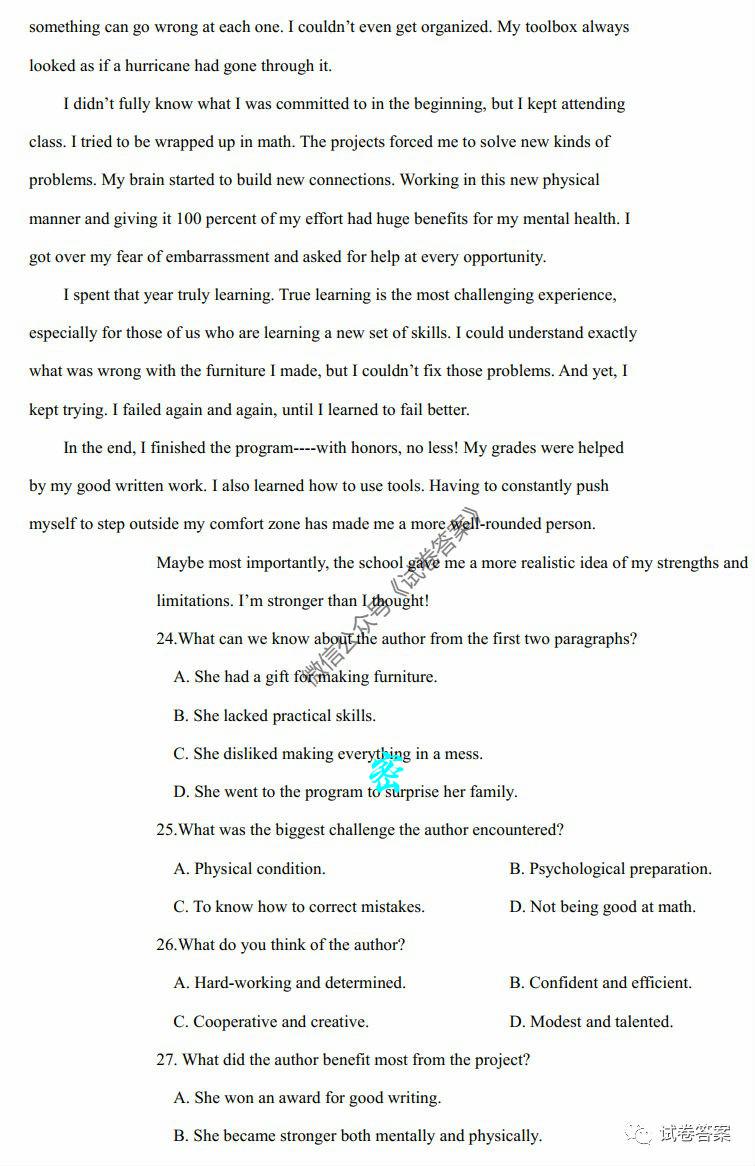 something can go wrong at each one. I couldn't even get organized. My toolbox always
looked as if a hurricane had gone through it.
I didn't fully know what I was committed to in the beginning, but I kept attending
class. I tried to be wrapped up in math. The projects forced me to solve new kinds of
problems. My brain started to build new connections. Working in this new physical
manner and giving it 100 percent of my effort had huge benefits for my mental health. I
got over my fear of embarrassment and asked for help at every opportunity.
I spent that year truly learning. True learning is the most challenging experience,
especially for those of us who are learning a new set of skills. I could understand exactly
what was wrong with the furniture I made, but I couldn't fix those problems. And yet, I
kept trying. I failed again and again, until I learned to fail better.
In the end, I finished the program----with honors, no less! My grades were helped
by my good written work. I also learned how to use tools. Having to constantly push
myself to step outside my comfort zone has made me a more well-rounded person.
Maybe most importantly, the school gave me a more realistic idea of my strengths and
limitations. I'm stronger than I thought!
微信公众号《试卷答案》
24.What can we know about the author from the first two paragraphs?
A. She had a gift for making furniture.
B. She lacked practical skills.
C. She disliked making everything in a mess.
密
D. She went to the program to surprise her family.
25.What was the biggest challenge the author encountered?
A. Physical condition. B. Psychological preparation.
C. To know how to correct mistakes. D. Not being good at math.
26.What do you think of the author?
A. Hard-working and determined. B. Confident and efficient.
C. Cooperative and creative. D. Modest and talented.
27. What did the author benefit most from the project?
A. She won an award for good writing.
B. She became stronger both mentally and physically.
试卷答案